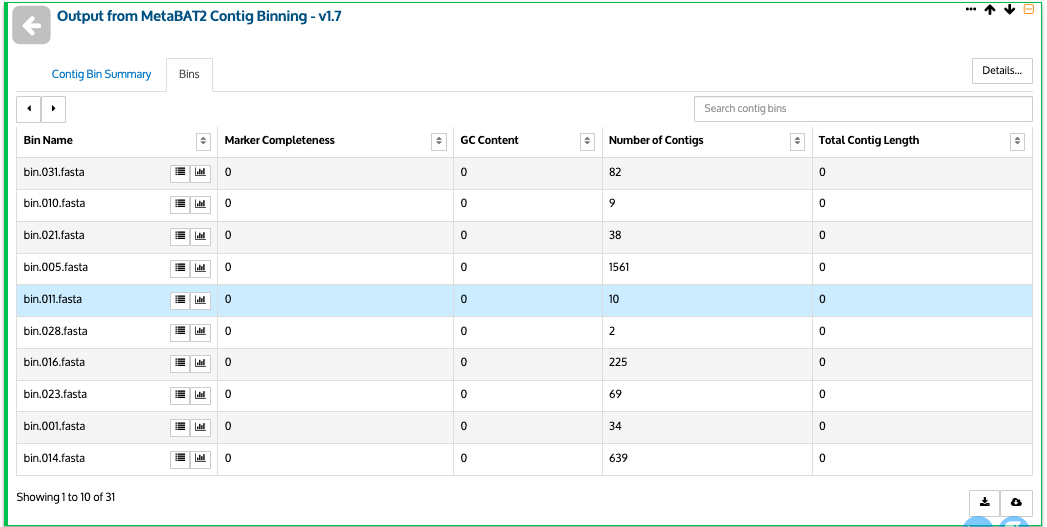 Output from MetaBAT2 Contig Binning - v1.7
Contig Bin Summary Bins Details...
Search contig bins
Bin Name Marker Completeness GC Content Number of Contigs Total Contig Length
bin.031.fasta 0 0 82 0
bin.010.fasta 0 0 9 0
bin.021.fasta 0 0 38 0
bin.005.fasta 0 0 1561 0
bin.011.fasta 0 0 10 0
bin.028.fasta 0 0 2 0
bin.016.fasta 0 0 225 0
bin.023.fasta 0 0 69 0
bin.001.fasta 0 0 34 0
bin.014.fasta 0 0 639 0
Showing 1 to 10 of 31